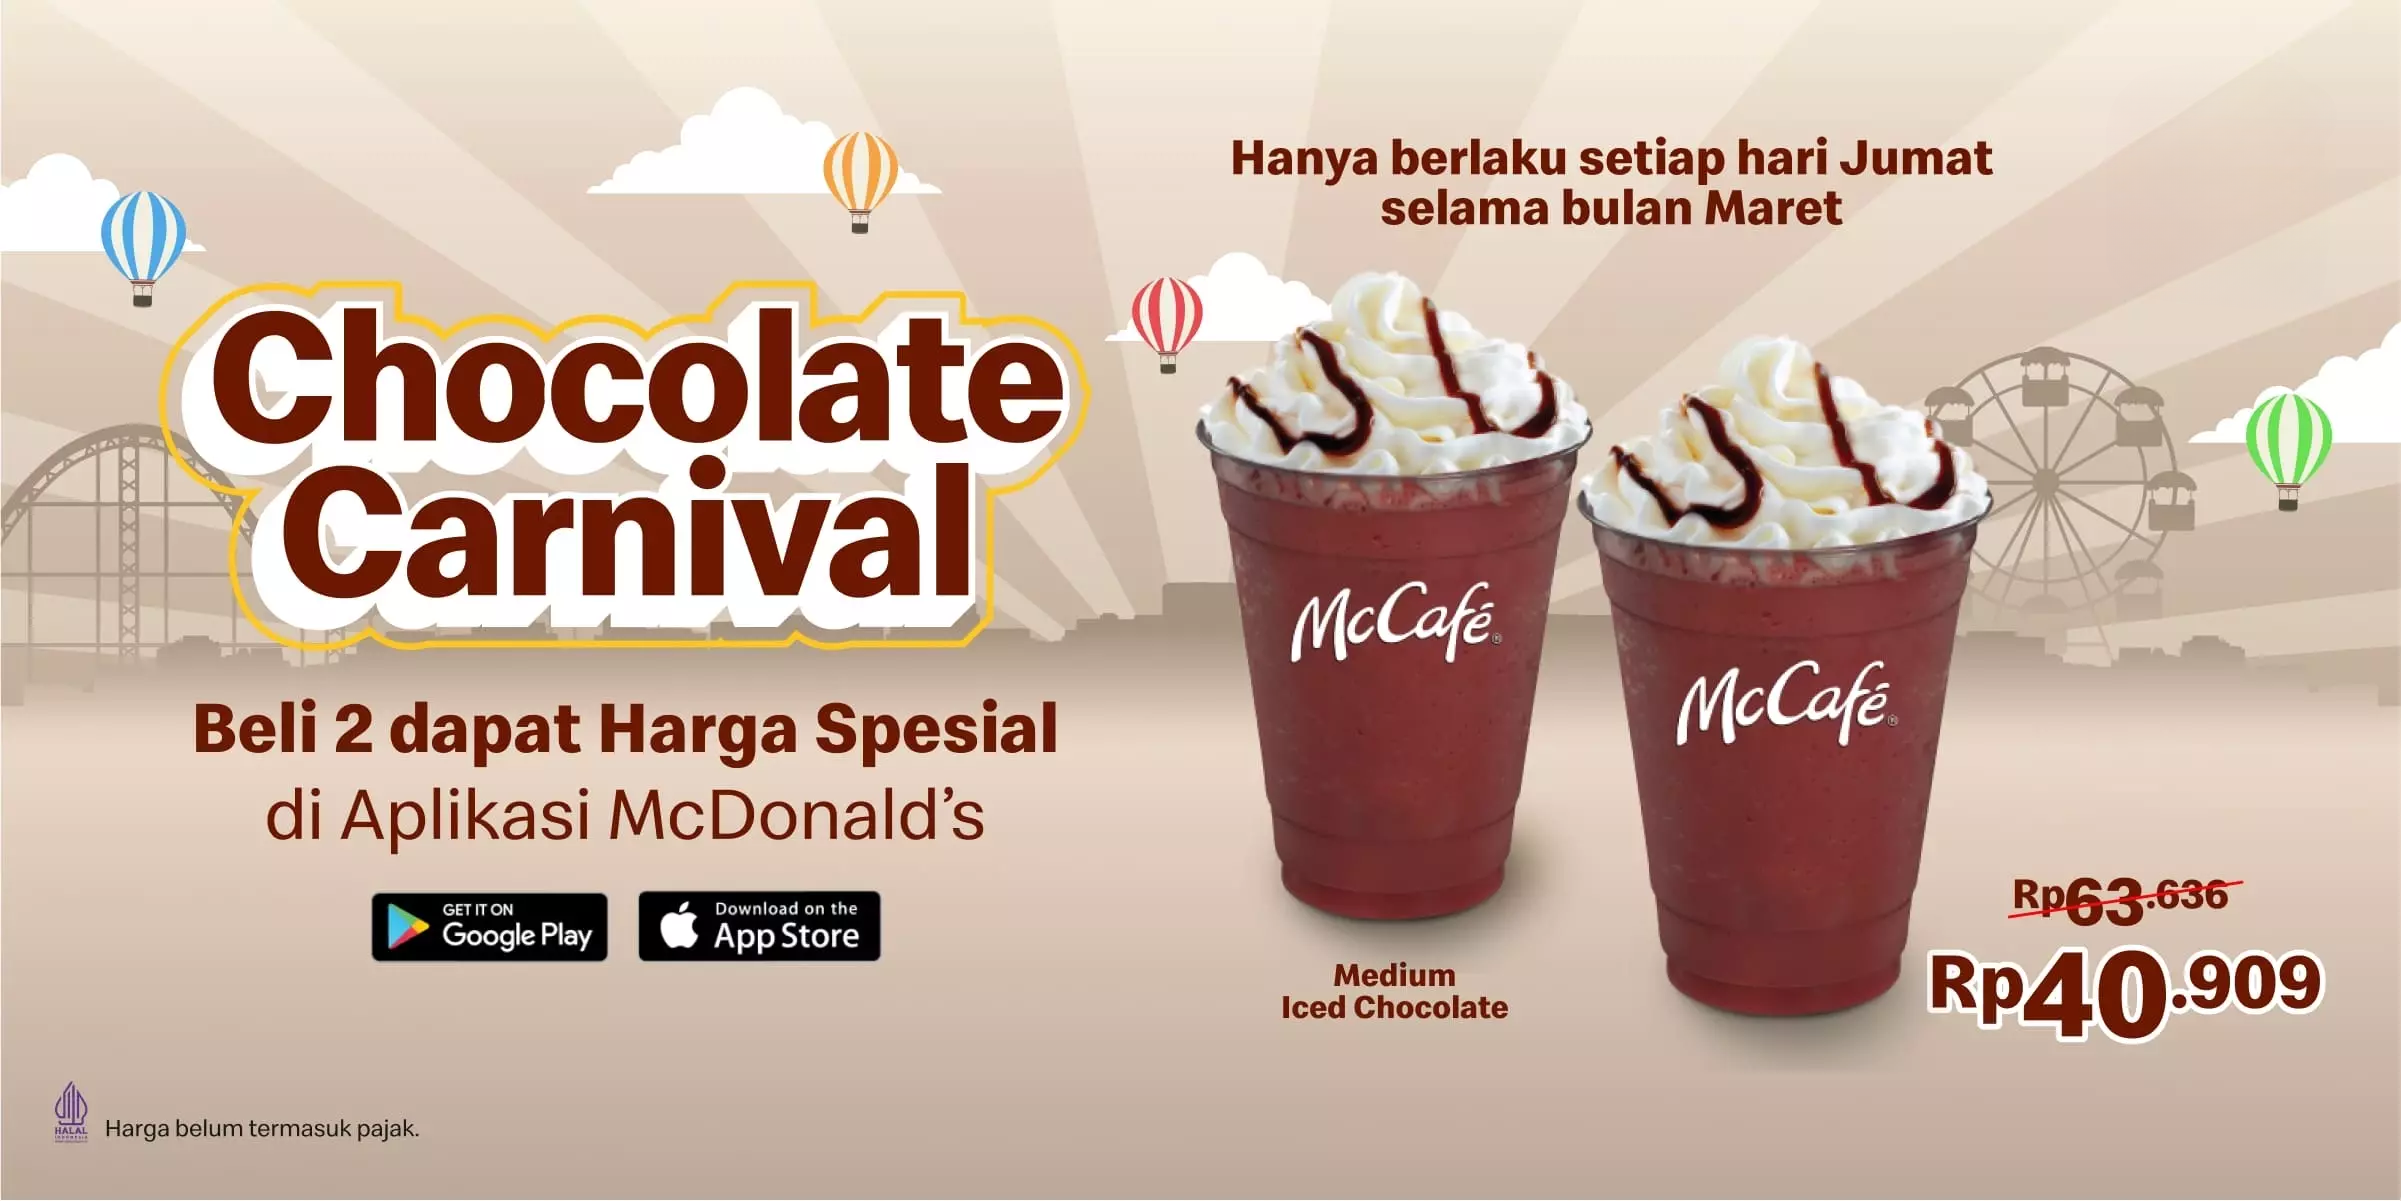 Hanya berlaku setiap hari Jumat
selama bulan Maret
Chocolate
Carnival
Beli 2 dapat Harga Spesial
di Aplikasi McDonald's
GET IT ON
Google Play
Download on the
App Store
McCafé®
McCafé®
Medium
Iced Chocolate
Rp63.636
Rp40.909
HALAL
INDONESIA
Harga belum termasuk pajak.